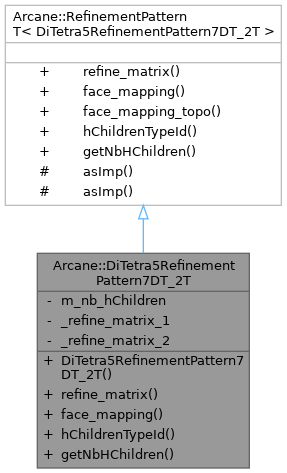 Arcane::RefinementPattern
T< DiTetra5RefinementPattern7DT_2T >
+ refine_matrix()
+ face_mapping()
+ face_mapping_topo()
+ hChildrenTypeId()
+ getNbHChildren()
# asImp()
# asImp()
Arcane::DiTetra5Refinement
Pattern7DT_2T
- m_nb_hChildren
- _refine_matrix_1
- _refine_matrix_2
+ DiTetra5RefinementPattern7
DT_2T()
+ refine_matrix()
+ face_mapping()
+ hChildrenTypeId()
+ getNbHChildren()